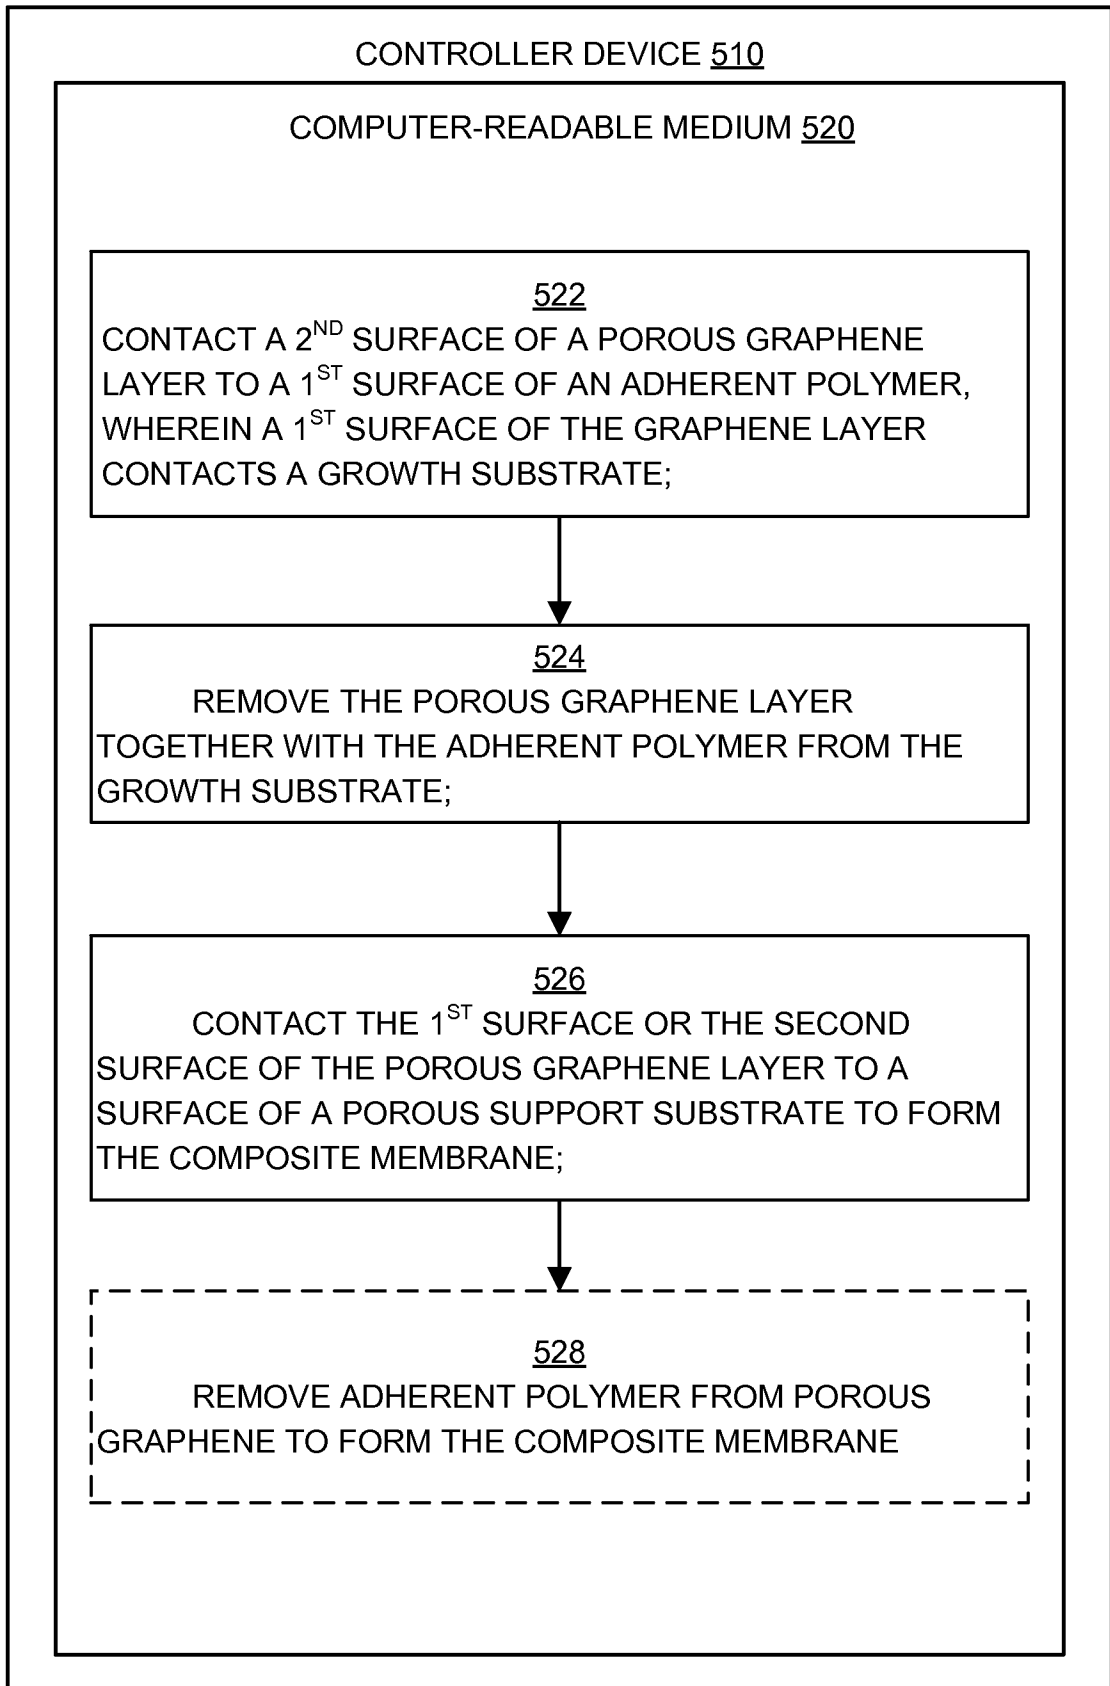 CONTROLLER DEVICE 510
COMPUTER-READABLE MEDIUM 520
522
CONTACT A 2ND SURFACE OF A POROUS GRAPHENE
LAYER TO A 1ST SURFACE OF AN ADHERENT POLYMER,
WHEREIN A 1ST SURFACE OF THE GRAPHENE LAYER
CONTACTS A GROWTH SUBSTRATE;
524
REMOVE THE POROUS GRAPHENE LAYER
TOGETHER WITH THE ADHERENT POLYMER FROM THE
GROWTH SUBSTRATE;
526
CONTACT THE 1ST SURFACE OR THE SECOND
SURFACE OF THE POROUS GRAPHENE LAYER TO A
SURFACE OF A POROUS SUPPORT SUBSTRATE TO FORM
THE COMPOSITE MEMBRANE;
528
REMOVE ADHERENT POLYMER FROM POROUS
GRAPHENE TO FORM THE COMPOSITE MEMBRANE